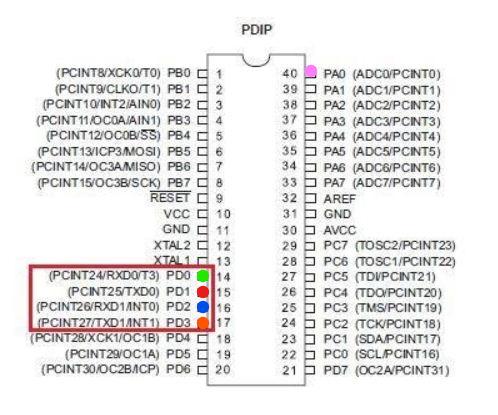 PDIP
(PCINT8/XCK0/T0) PB0 1 40 PA0 (ADC0/PCINT0)
(PCINT9/CLKO/T1) PB1 2 39 PA1 (ADC1/PCINT1)
(PCINT10/INT2/AIN0) PB2 3 38 PA2 (ADC2/PCINT2)
(PCINT11/OC0A/AIN1) PB3 4 37 PA3 (ADC3/PCINT3)
(PCINT12/OC0B/SS) PB4 5 36 PA4 (ADC4/PCINT4)
(PCINT13/ICP3/MOSI) PB5 6 35 PA5 (ADC5/PCINT5)
(PCINT14/OC3A/MISO) PB6 7 34 PA6 (ADC6/PCINT6)
(PCINT15/OC3B/SCK) PB7 8 33 PA7 (ADC7/PCINT7)
RESET 9 32 AREF
VCC 10 31 GND
GND 11 30 AVCC
XTAL2 12 29 PC7 (TOSC2/PCINT23)
XTAL1 13 28 PC6 (TOSC1/PCINT22)
(PCINT24/RXD0/T3) PD0 14 27 PC5 (TDI/PCINT21)
(PCINT25/TXD0) PD1 15 26 PC4 (TDO/PCINT20)
(PCINT26/RXD1/INT0) PD2 16 25 PC3 (TMS/PCINT19)
(PCINT27/TXD1/INT1) PD3 17 24 PC2 (TCK/PCINT18)
(PCINT28/XCK1/OC1B) PD4 18 23 PC1 (SDA/PCINT17)
(PCINT29/OC1A) PD5 19 22 PC0 (SCL/PCINT16)
(PCINT30/OC2B/ICP) PD6 20 21 PD7 (OC2A/PCINT31)